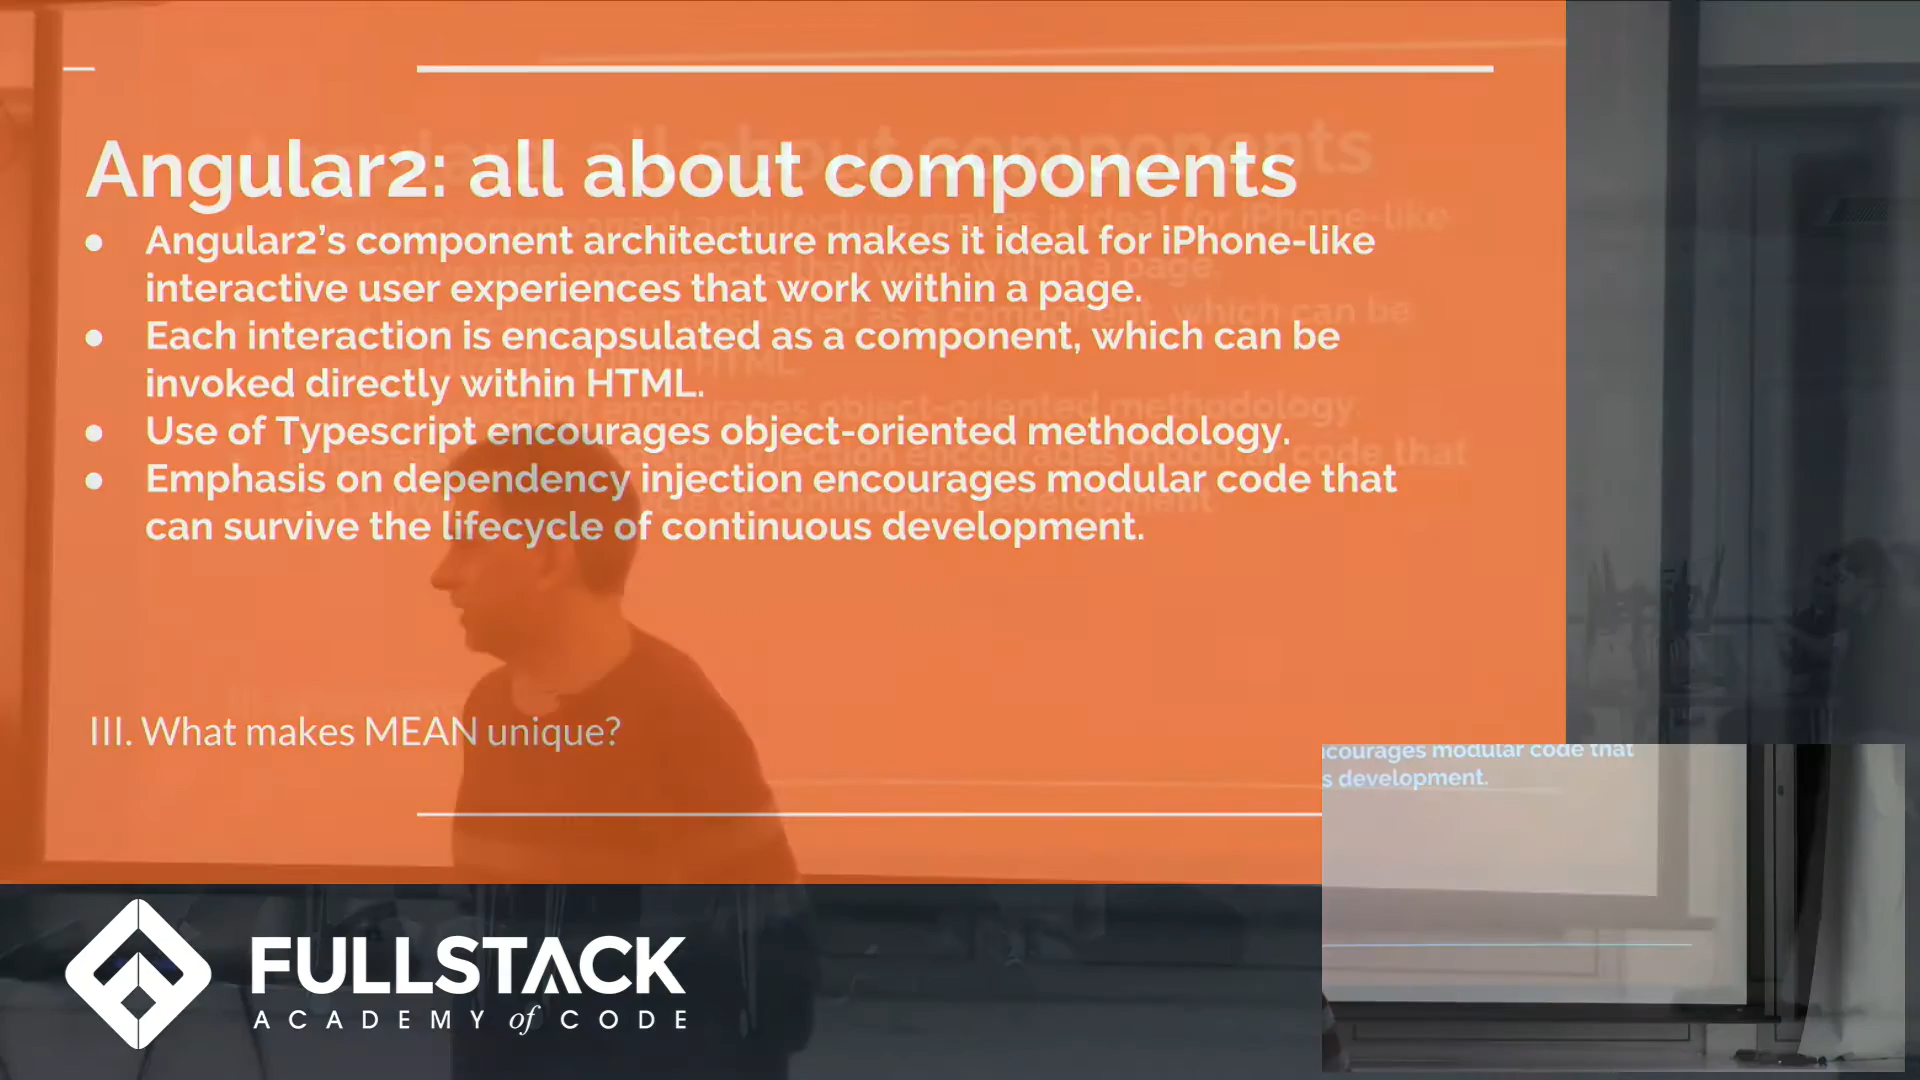 Angular2: all about components
● Angular2's component architecture makes it ideal for iPhone-like
interactive user experiences that work within a page.
● Each interaction is encapsulated as a component, which can be
invoked directly within HTML.
● Use of Typescript encourages object-oriented methodology.
● Emphasis on dependency injection encourages modular code that
can survive the lifecycle of continuous development.
III. What makes MEAN unique?
courages modular code that
s development.
FULLSTACK
ACADEMY of CODE